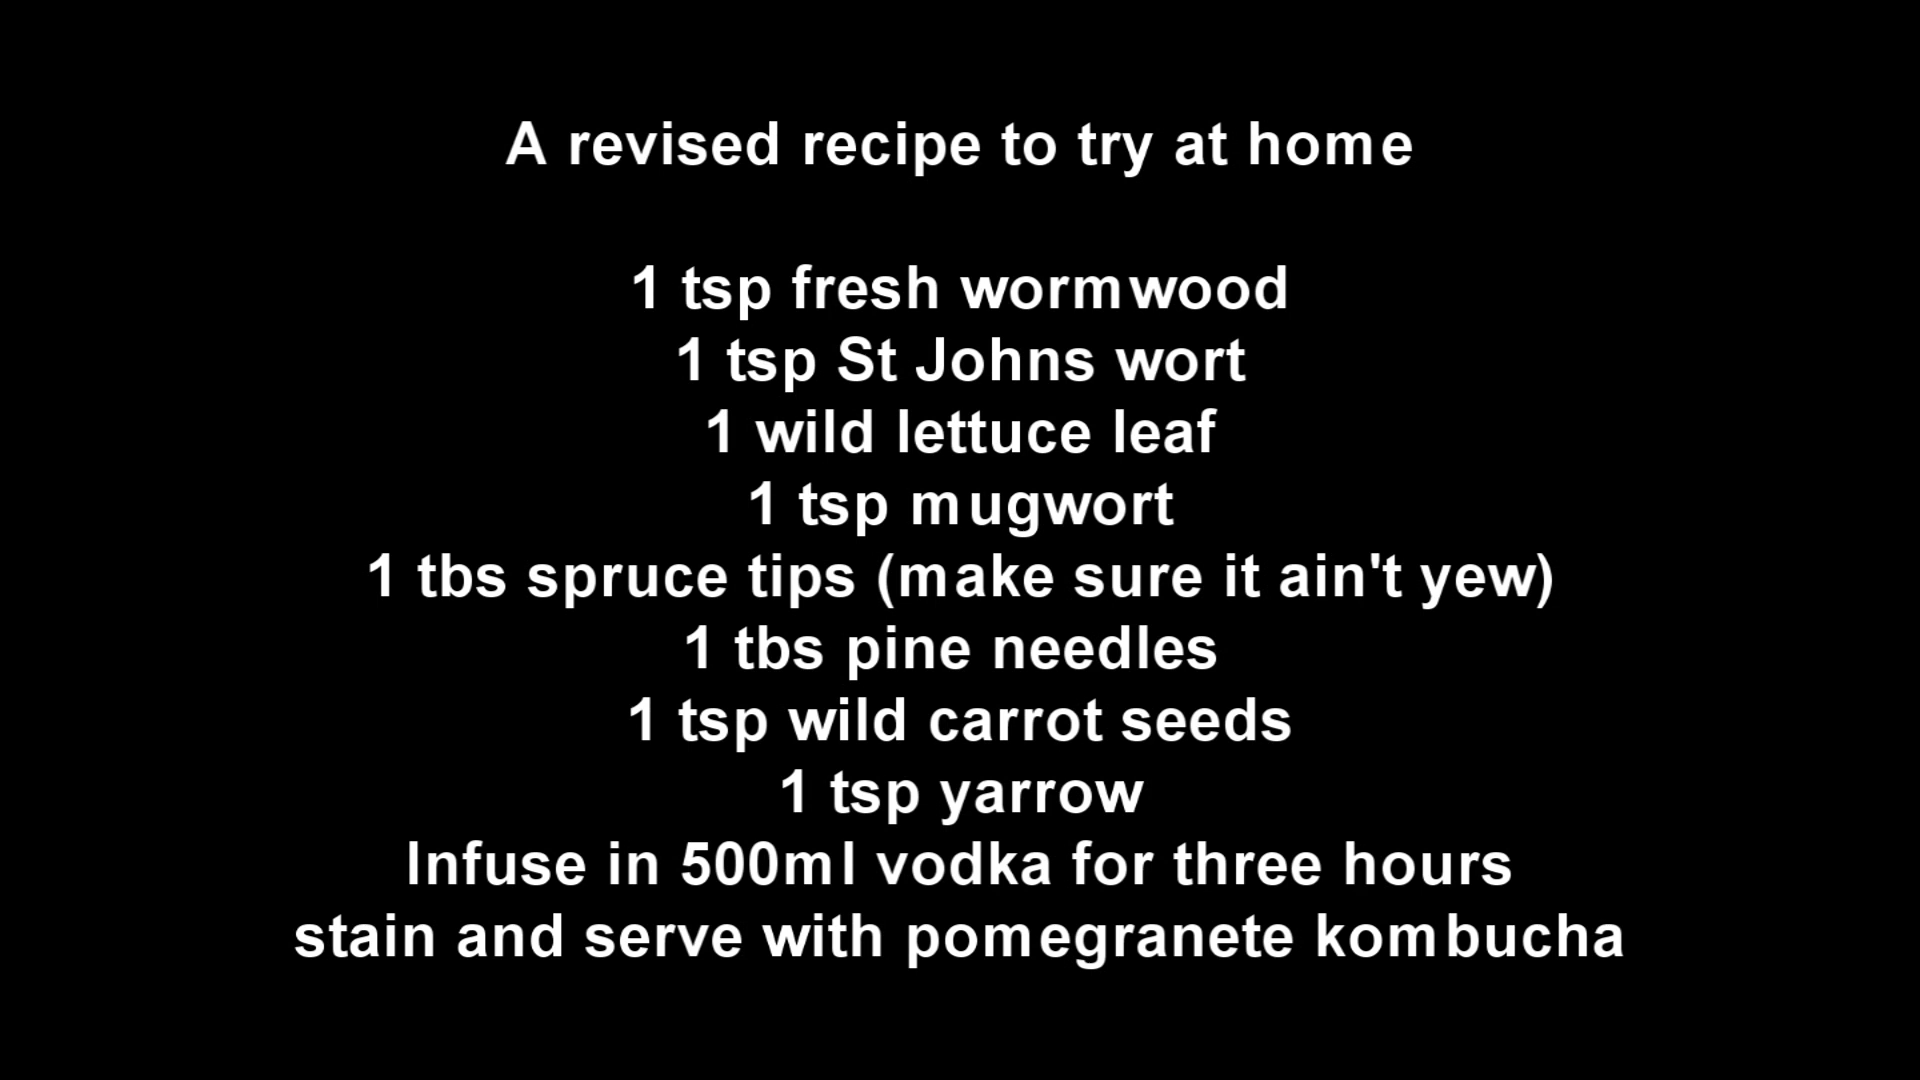 A revised recipe to try at home
1 tsp fresh wormwood
1 tsp St Johns wort
1 wild lettuce leaf
1 tsp mugwort
1 tbs spruce tips (make sure it ain't yew)
1 tbs pine needles
1 tsp wild carrot seeds
1 tsp yarrow
Infuse in 500ml vodka for three hours
stain and serve with pomegranete kombucha